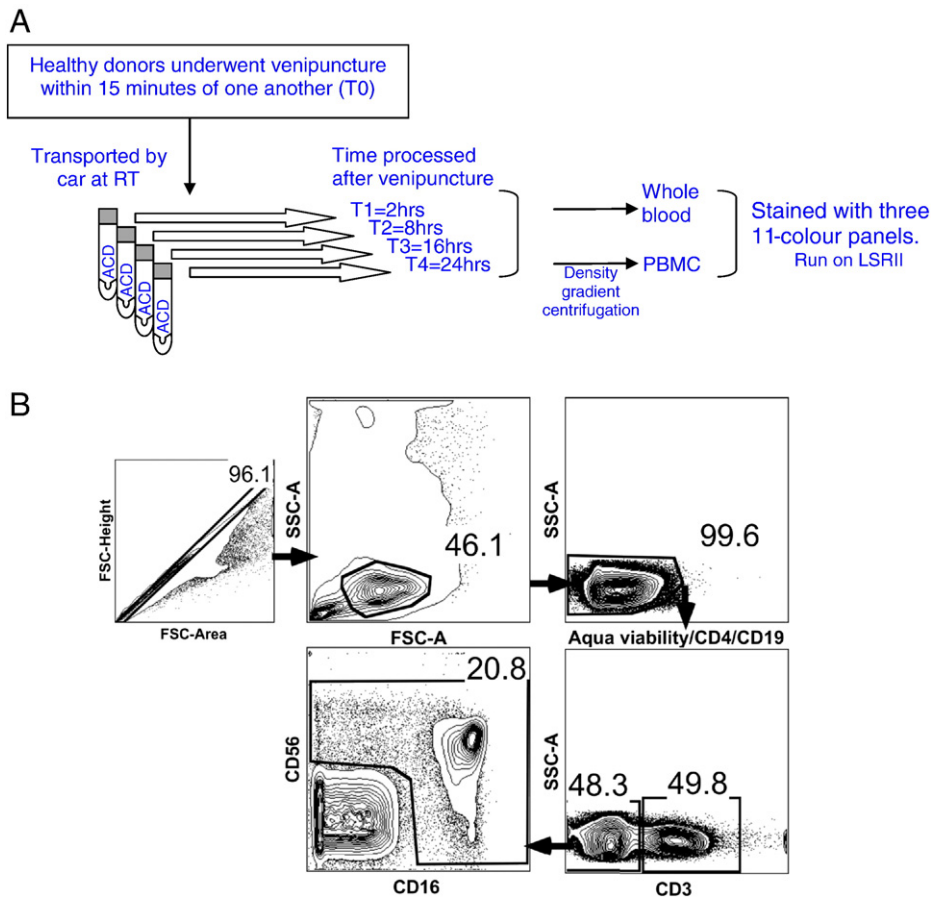 A
Healthy donors underwent venipuncture
within 15 minutes of one another (T0)
Transported by
car at RT
Time processed
after venipuncture
T1=2hrs
T2=8hrs
T3=16hrs
T4=24hrs
ACD
ACD
ACD
ACD
Whole
blood
PBMC
Density
gradient
centrifugation
Stained with three
11-colour panels.
Run on LSRII
B
96.1
FSC-Height
FSC-Area
SSC-A
46.1
FSC-A
SSC-A
99.6
Aqua viability/CD4/CD19
20.8
CD56
CD16
SSC-A
48.3
49.8
CD3